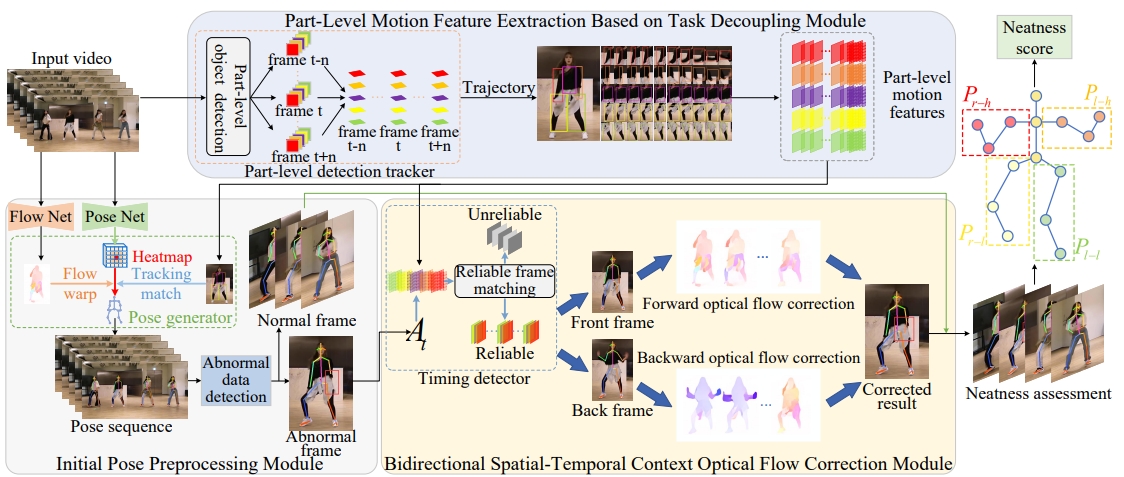 Part-Level Motion Feature Eextraction Based on Task Decoupling Module
Input video
Part-level
object detection
frame t-n
frame t
frame t+n
frame
t-n
frame
t
frame
t+n
Part-level detection tracker
Trajectory
Part-level
motion
features
Neatness
score
P_{r-h}
P_{l-h}
P_{r-l}
P_{l-l}
Flow Net
Pose Net
Heatmap
Flow
warp
Tracking
match
Pose generator
Normal frame
Pose sequence
Abnormal
data
detection
Abnormal
frame
Initial Pose Preprocessing Module
Unreliable
Reliable frame
matching
A_t
Reliable
Timing detector
Front frame
Back frame
Forward optical flow correction
...
Backward optical flow correction
...
Corrected
result
Bidirectional Spatial-Temporal Context Optical Flow Correction Module
Neatness assessment